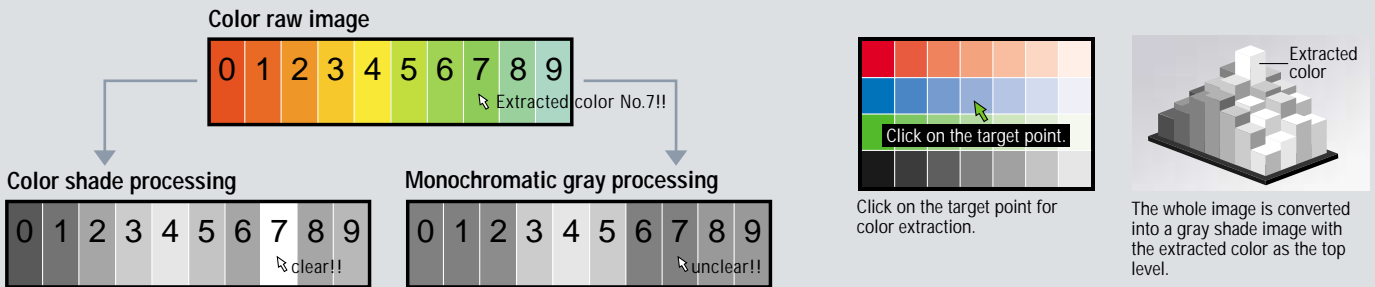 Color raw image
0 1 2 3 4 5 6 7 8 9
Extracted color No.7!!
Color shade processing
0 1 2 3 4 5 6 7 8 9
clear!!
Monochromatic gray processing
0 1 2 3 4 5 6 7 8 9
unclear!!
Click on the target point.
Click on the target point for
color extraction.
Extracted
color
The whole image is converted
into a gray shade image with
the extracted color as the top
level.